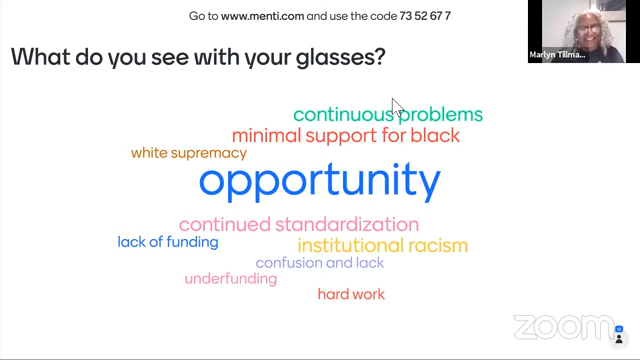 Go to www.menti.com and use the code 73 52 67 7
Marlyn Tillma...
What do you see with your glasses?
continuous problems
minimal support for black
white supremacy
opportunity
continued standardization
lack of funding
institutional racism
confusion and lack
underfunding
hard work
zoom